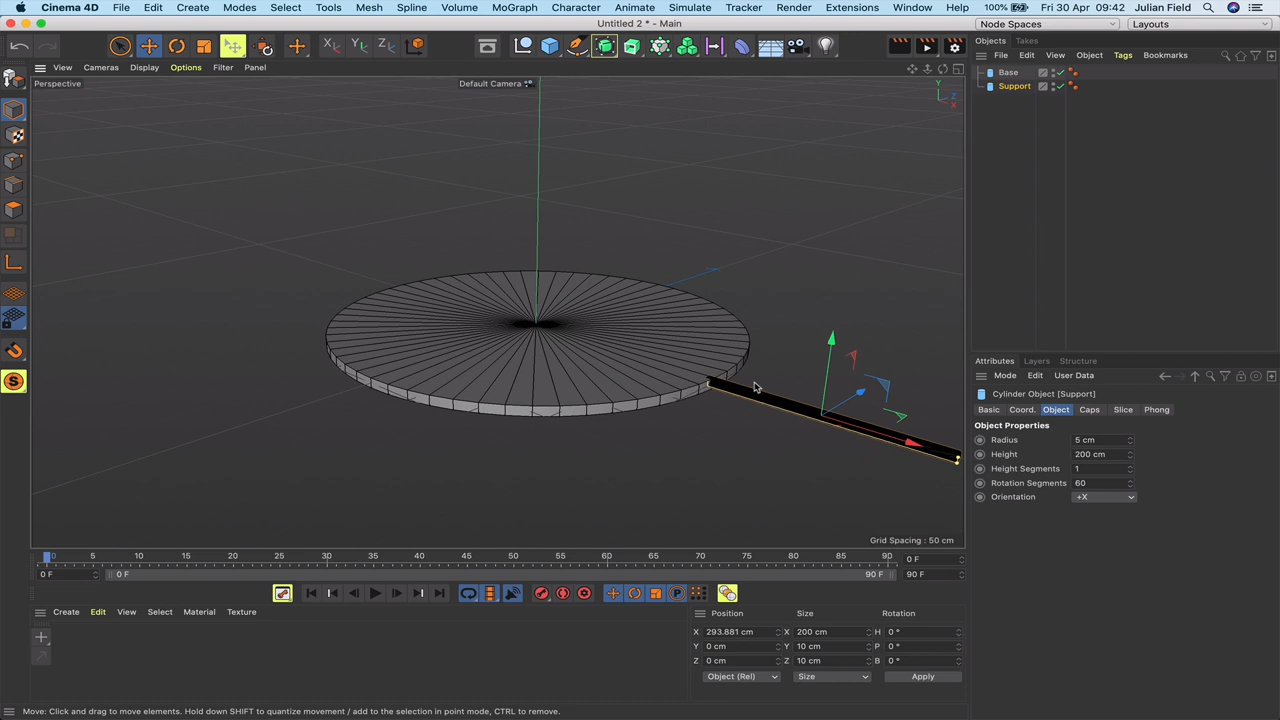 Cinema 4D File Edit Create Modes Select Tools Mesh Spline Volume MoGraph Character Animate Simulate Tracker Render Extensions Window Help 100% Fri 30 Apr 09:42 Julian Field
Untitled 2 * - Main
Node Spaces Layouts
X Y Z
Objects Takes
View Cameras Display Options Filter Panel
File Edit View Object Tags Bookmarks
Perspective
Default Camera
Y
Z
X
Base
Support
Attributes Layers Structure
Mode Edit User Data
Cylinder Object [Support]
Basic Coord. Object Caps Slice Phong
Object Properties
Radius 5 cm
Height 200 cm
Height Segments 1
Rotation Segments 60
Orientation +X
Grid Spacing : 50 cm
0 5 10 15 20 25 30 35 40 45 50 55 60 65 70 75 80 85 90 0 F
0 F 0 F 90 F 90 F
P
S
Create Edit View Select Material Texture
Position Size Rotation
X 293.881 cm X 200 cm H 0 °
Y 0 cm Y 10 cm P 0 °
Z 0 cm Z 10 cm B 0 °
Object (Rel) Size Apply
Move: Click and drag to move elements. Hold down SHIFT to quantize movement / add to the selection in point mode, CTRL to remove.